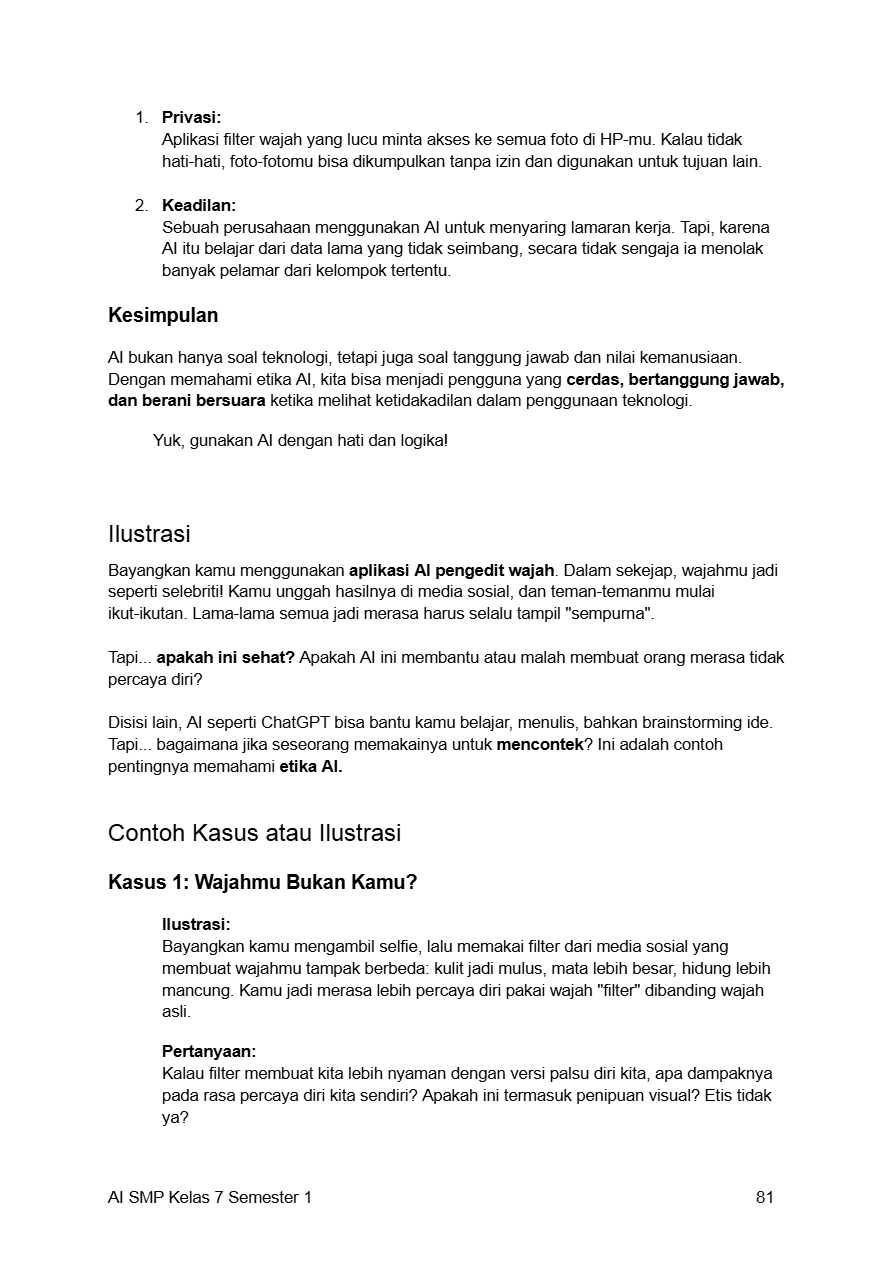 1. Privasi:
Aplikasi filter wajah yang lucu minta akses ke semua foto di HP-mu. Kalau tidak
hati-hati, foto-fotomu bisa dikumpulkan tanpa izin dan digunakan untuk tujuan lain.
2. Keadilan:
Sebuah perusahaan menggunakan AI untuk menyaring lamaran kerja. Tapi, karena
AI itu belajar dari data lama yang tidak seimbang, secara tidak sengaja ia menolak
banyak pelamar dari kelompok tertentu.
Kesimpulan
AI bukan hanya soal teknologi, tetapi juga soal tanggung jawab dan nilai kemanusiaan.
Dengan memahami etika AI, kita bisa menjadi pengguna yang cerdas, bertanggung jawab,
dan berani bersuara ketika melihat ketidakadilan dalam penggunaan teknologi.
Yuk, gunakan AI dengan hati dan logika!
Ilustrasi
Bayangkan kamu menggunakan aplikasi AI pengedit wajah. Dalam sekejap, wajahmu jadi
seperti selebriti! Kamu unggah hasilnya di media sosial, dan teman-temanmu mulai
ikut-ikutan. Lama-lama semua jadi merasa harus selalu tampil "sempurna".
Tapi... apakah ini sehat? Apakah AI ini membantu atau malah membuat orang merasa tidak
percaya diri?
Disisi lain, AI seperti ChatGPT bisa bantu kamu belajar, menulis, bahkan brainstorming ide.
Tapi... bagaimana jika seseorang memakainya untuk mencontek? Ini adalah contoh
pentingnya memahami etika AI.
Contoh Kasus atau Ilustrasi
Kasus 1: Wajahmu Bukan Kamu?
Ilustrasi:
Bayangkan kamu mengambil selfie, lalu memakai filter dari media sosial yang
membuat wajahmu tampak berbeda: kulit jadi mulus, mata lebih besar, hidung lebih
mancung. Kamu jadi merasa lebih percaya diri pakai wajah "filter" dibanding wajah
asli.
Pertanyaan:
Kalau filter membuat kita lebih nyaman dengan versi palsu diri kita, apa dampaknya
pada rasa percaya diri kita sendiri? Apakah ini termasuk penipuan visual? Etis tidak
ya?
AI SMP Kelas 7 Semester 1 81